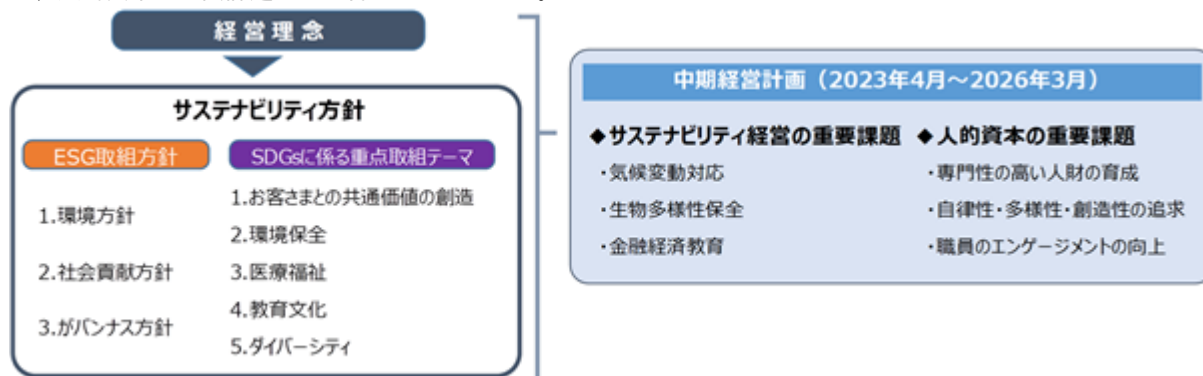 経営理念
サステナビリティ方針
ESG取組方針
1.環境方針
2.社会貢献方針
3.ガバンナス方針
SDGsに係る重点取組テーマ
1.お客さまとの共通価値の創造
2.環境保全
3.医療福祉
4.教育文化
5.ダイバーシティ
中期経営計画（2023年4月～2026年3月）
◆サステナビリティ経営の重要課題
・気候変動対応
・生物多様性保全
・金融経済教育
◆人的資本の重要課題
・専門性の高い人財の育成
・自律性・多様性・創造性の追求
・職員のエンゲージメントの向上